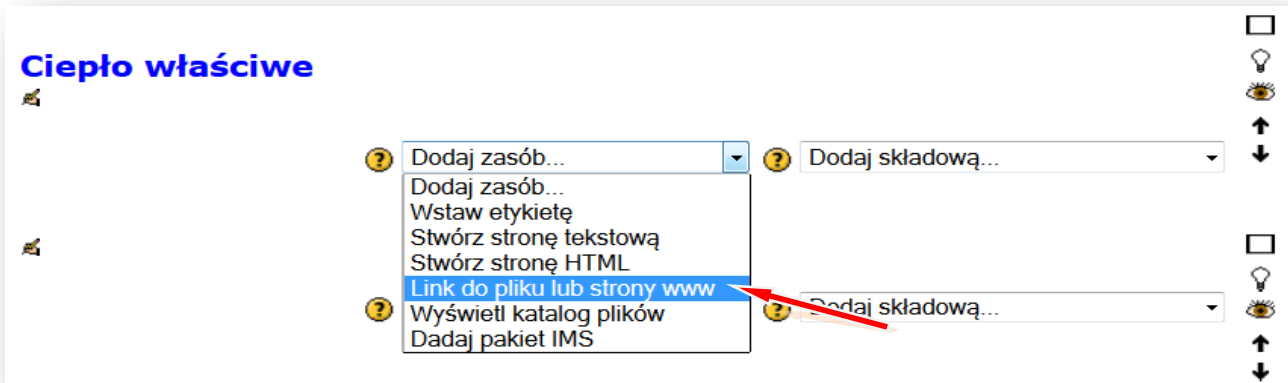 Ciepło właściwe
Dodaj zasób...
Dodaj składową...
Dodaj zasób...
Wstaw etykietę
Stwórz stronę tekstową
Stwórz stronę HTML
Link do pliku lub strony www
Wyświetl katalog plików
Dadaj pakiet IMS
Dodaj składową...